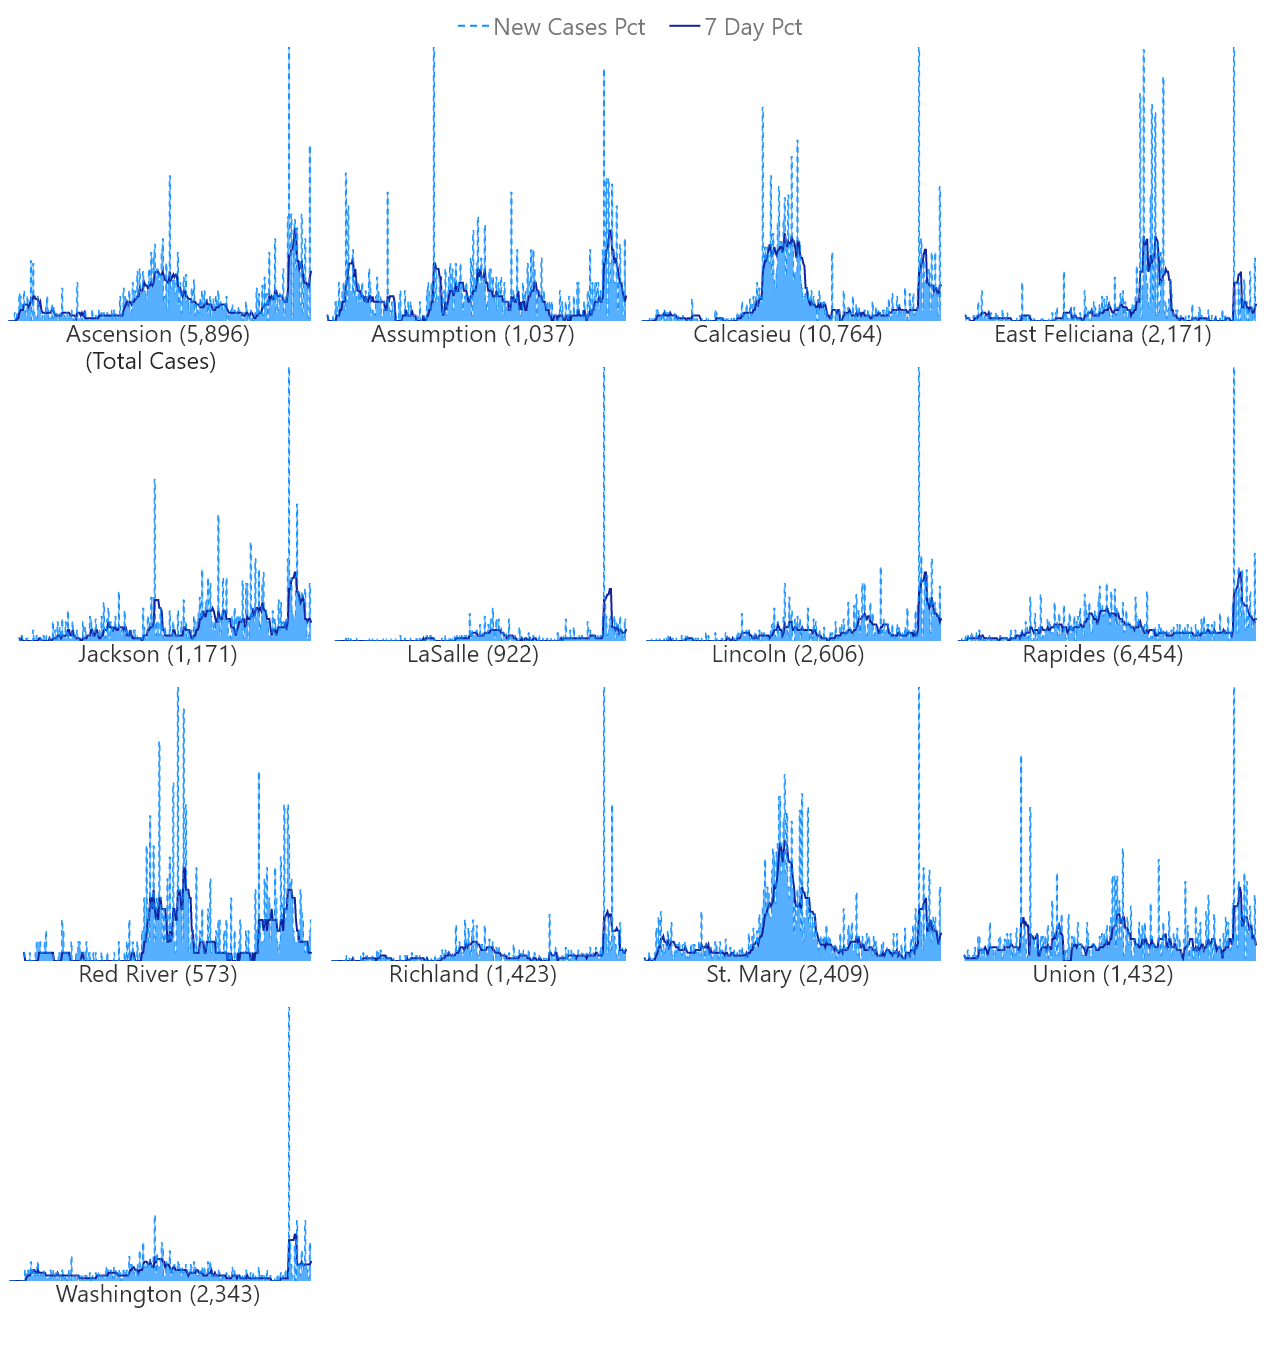 New Cases Pct 7 Day Pct
Ascension (5,896) Assumption (1,037) Calcasieu (10,764) East Feliciana (2,171)
(Total Cases)
Jackson (1,171) LaSalle (922) Lincoln (2,606) Rapides (6,454)
Red River (573) Richland (1,423) St. Mary (2,409) Union (1,432)
Washington (2,343)